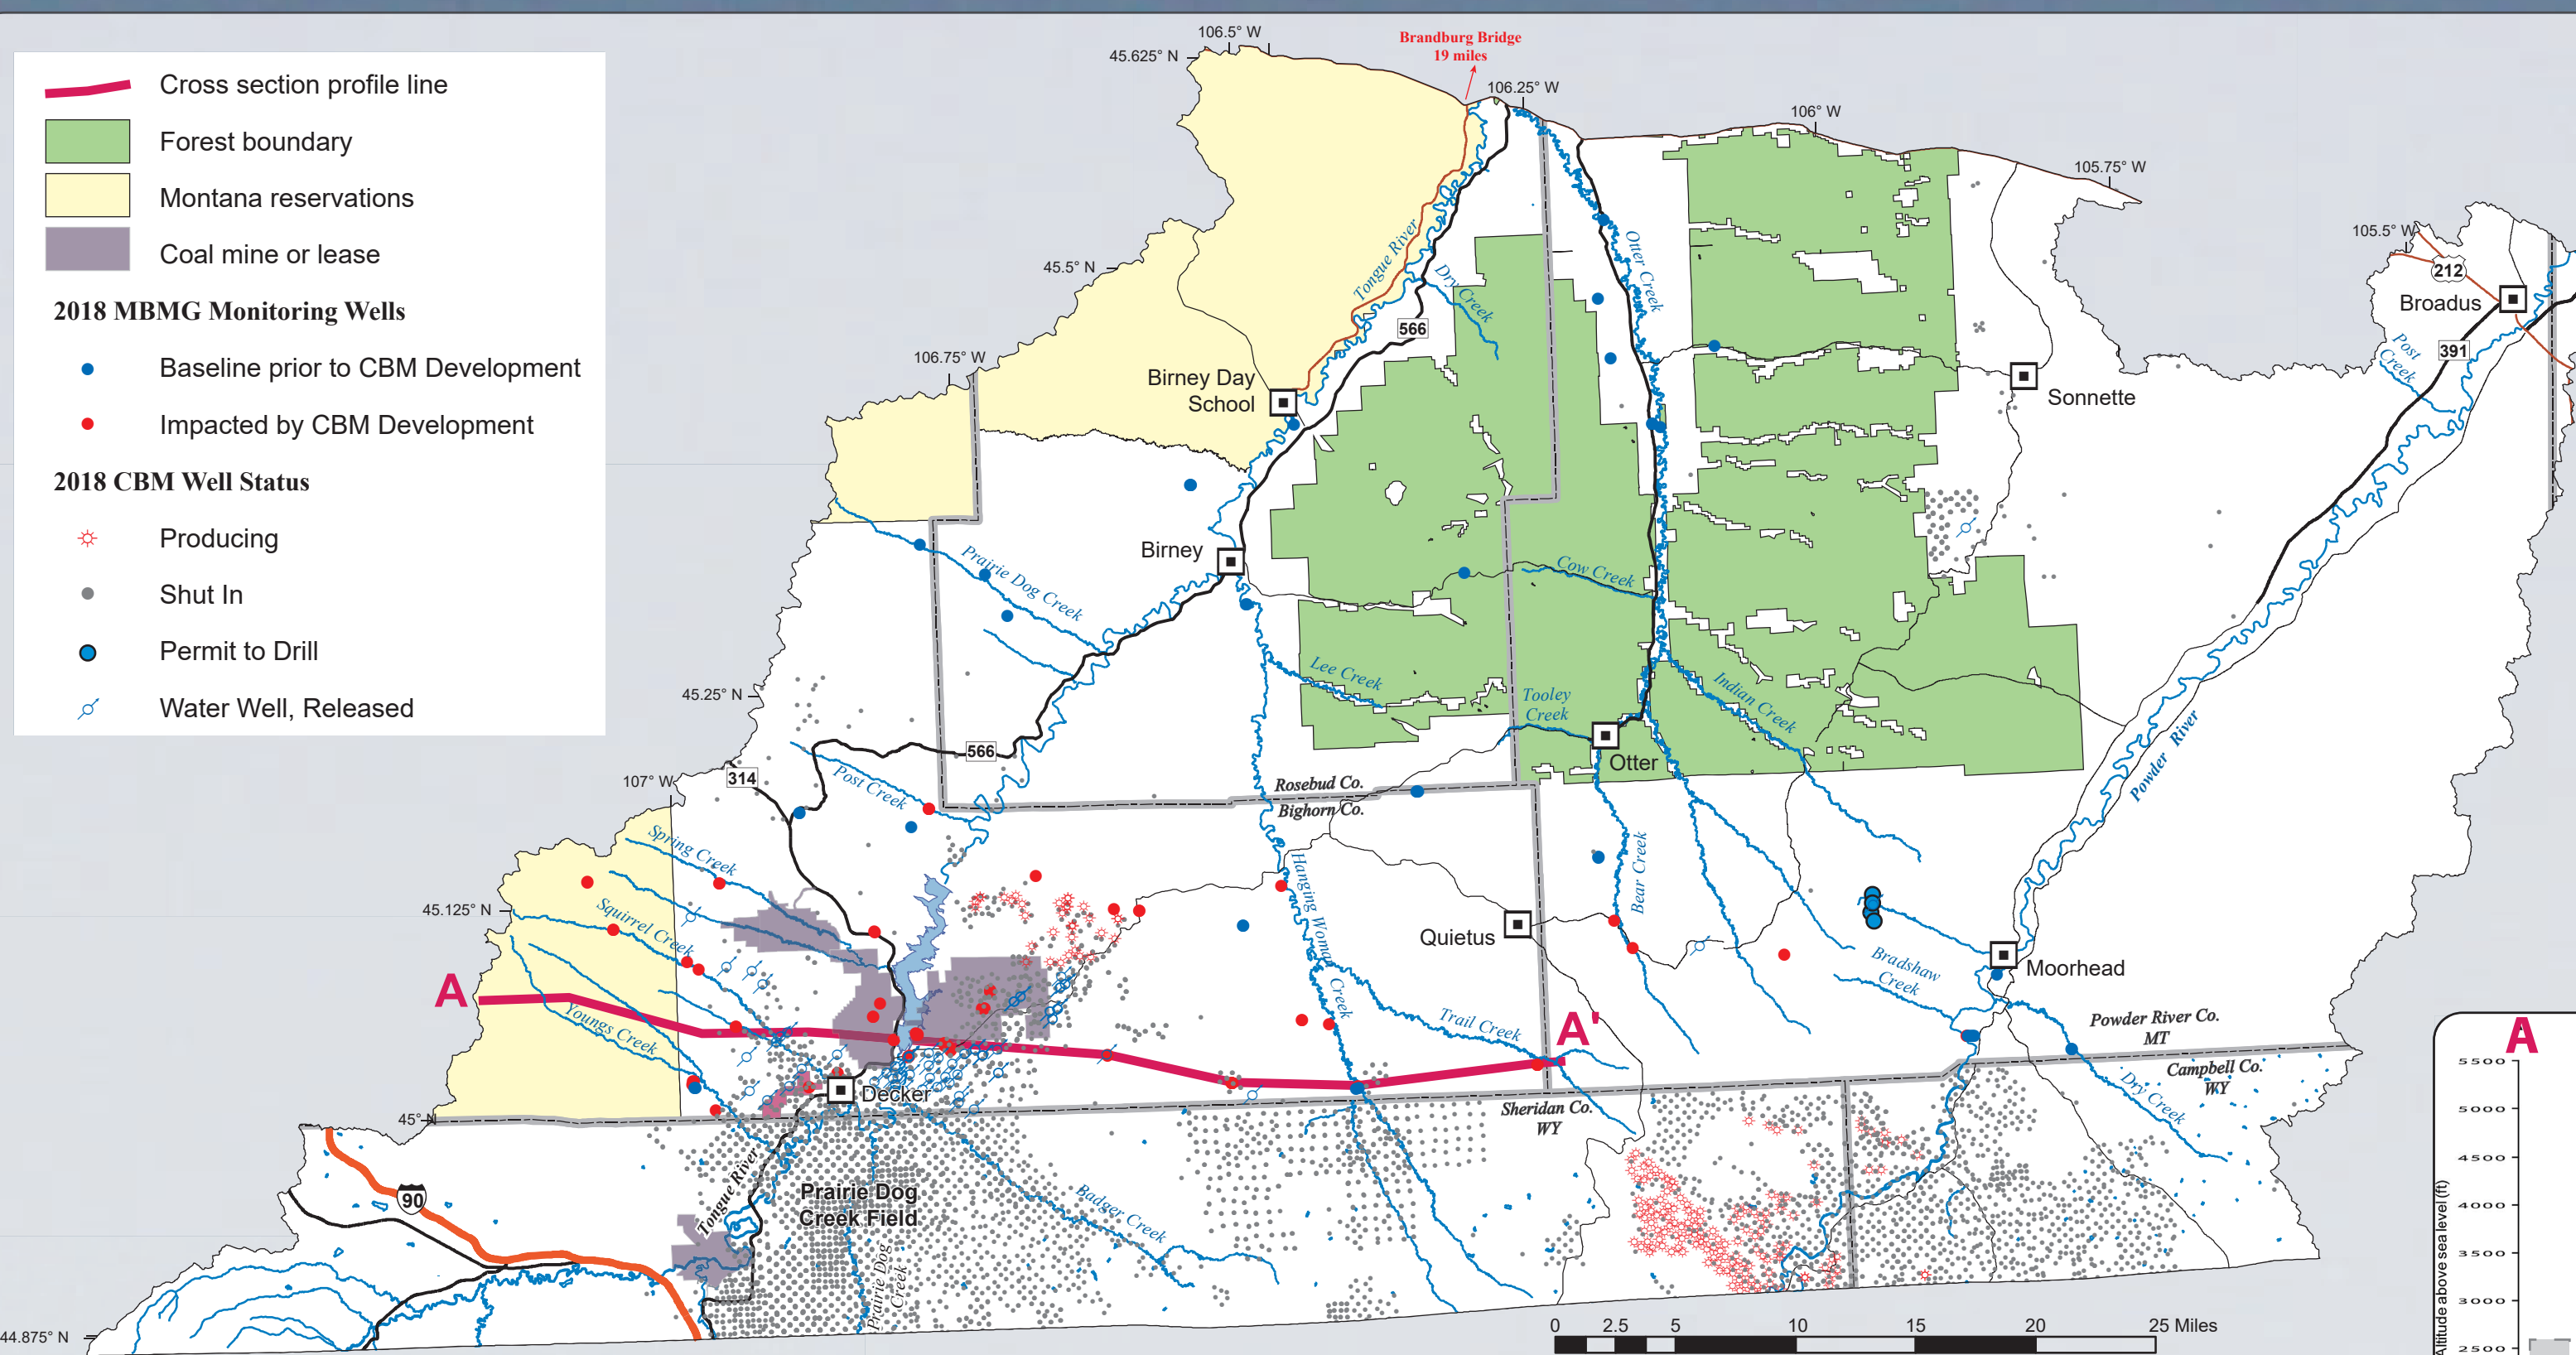 Cross section profile line
Forest boundary
Montana reservations
Coal mine or lease
2018 MBMG Monitoring Wells
Baseline prior to CBM Development
Impacted by CBM Development
2018 CBM Well Status
Producing
Shut In
Permit to Drill
Water Well, Released
106.5° W
45.625° N
Brandburg Bridge
19 miles
106.25° W
106° W
105.75° W
105.5° W
212
Broadus
391
Post
Creek
45.5° N
Tongue River
Dry Creek
566
Otter Creek
106.75° W
Birney Day
School
Sonnette
Birney
Prairie Dog Creek
Cow Creek
Lee Creek
Tooley
Creek
Indian Creek
45.25° N
566
Otter
Powder River
107° W
314
Post Creek
Rosebud Co.
Bighorn Co.
Spring Creek
Bear Creek
Hanging Woman Creek
45.125° N
Squirrel Creek
Quietus
Bradshaw
Creek
Moorhead
A
Youngs Creek
Trail Creek
A'
Powder River Co.
MT
Campbell Co.
WY
Dry Creek
Decker
45° N
Sheridan Co.
WY
Tongue River
Prairie Dog
Creek Field
Badger Creek
90
Prairie Dog
Creek
44.875° N
0 2.5 5 10 15 20 25 Miles
A
Altitude above sea level (ft)
5500
5000
4500
4000
3500
3000
2500